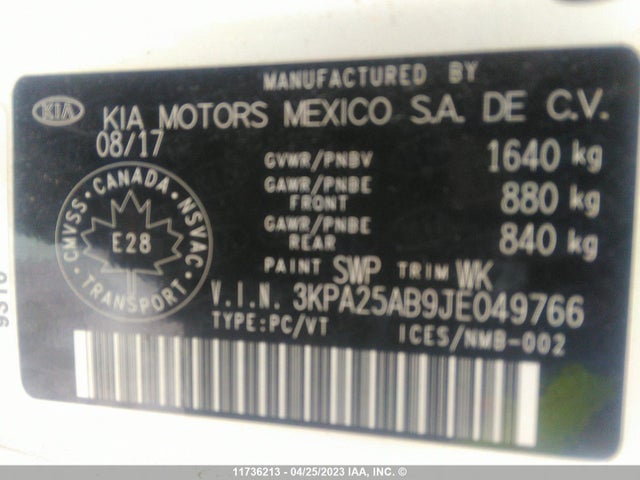 MANUFACTURED BY
KIA
KIA MOTORS MEXICO S.A. DE C.V.
08/17
GVWR/PNBV 1640 kg
GAWR/PNBE FRONT 880 kg
GAWR/PNBE REAR 840 kg
CANADA
CMVSS NSVAC
E28
PAINT SWP TRIM WK
V.I.N. 3KPA25AB9JE049766
TYPE:PC/VT ICES/NMB-002
11736213 - 04/25/2023 IAA, INC. ©